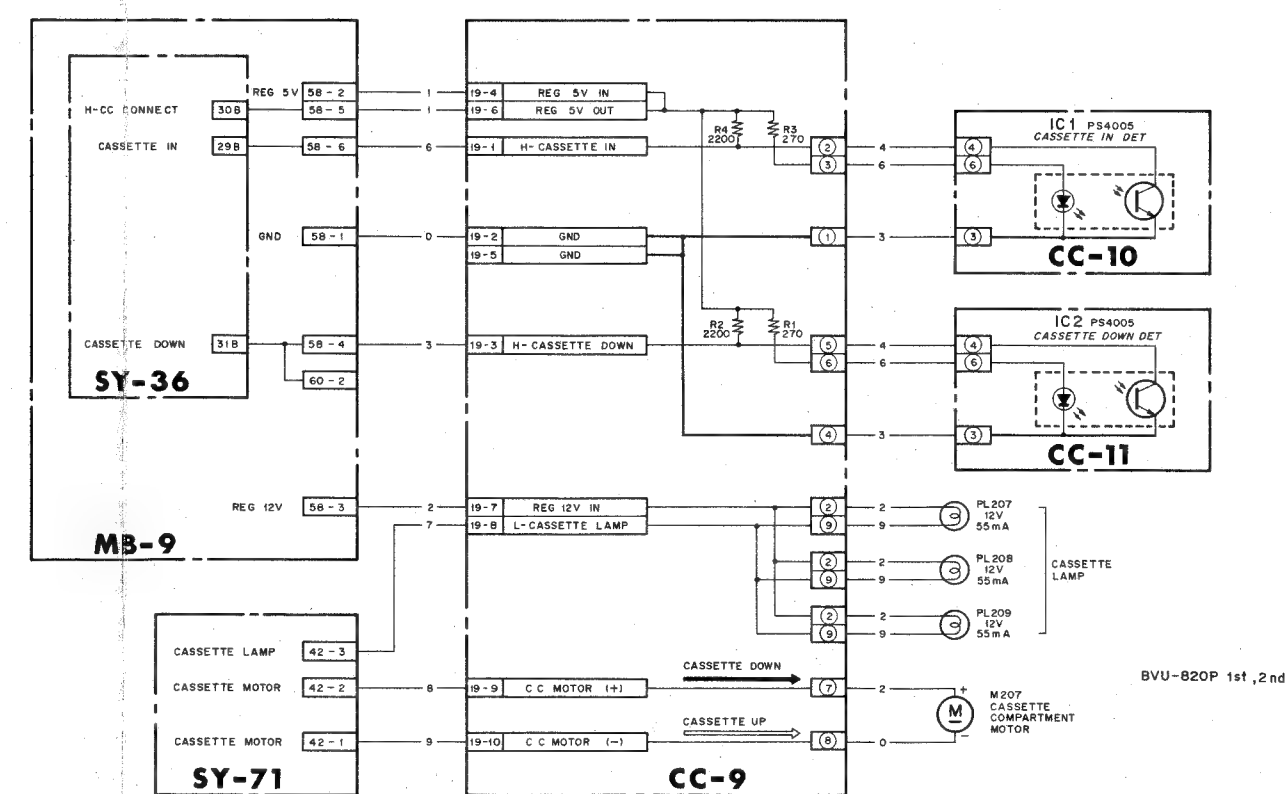 REG 5V 58 - 2 1 19-4 REG 5V IN
H-CC CONNECT 30B 58 - 5 1 19-6 REG 5V OUT
CASSETTE IN 29B 58 - 6 6 19-1 H-CASSETTE IN
R4 2200
R3 270
2 4 4
3 6 6
IC1 PS4005
CASSETTE IN DET
GND 58 - 1 0 19-2 GND 1 3 3
19-5 GND
CC-10
IC2 PS4005
CASSETTE DOWN DET
R2 2200
R1 270
CASSETTE DOWN 31B 58 - 4 3 19-3 H-CASSETTE DOWN 5 4 4
6 6 6
60 - 2
SY-36
4 3 3
CC-11
REG 12V 58 - 3 2 19-7 REG 12V IN 2 2
7 19-8 L-CASSETTE LAMP 9 9
PL207
12V
55mA
MB-9
2 2
9 9
PL208
12V
55mA
CASSETTE
LAMP
2 2
9 9
PL209
12V
55mA
CASSETTE LAMP 42 - 3
CASSETTE DOWN
CASSETTE MOTOR 42 - 2 8 19-9 CC MOTOR (+) 7 2
CASSETTE UP
CASSETTE MOTOR 42 - 1 9 19-10 CC MOTOR (-) 8 0
+
M
-
M207
CASSETTE
COMPARTMENT
MOTOR
BVU-820P 1st ,2nd
SY-71
CC-9